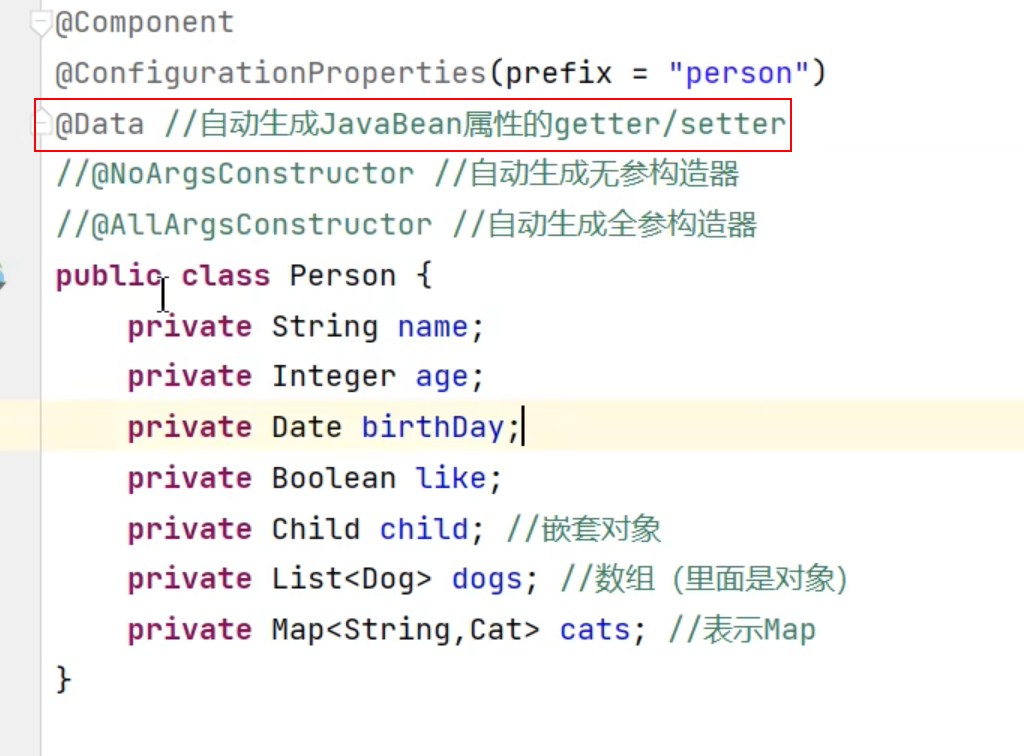 @Component
@ConfigurationProperties(prefix = "person")
@Data //自动生成JavaBean属性的getter/setter
//@NoArgsConstructor //自动生成无参构造器
//@AllArgsConstructor //自动生成全参构造器
public class Person {
    private String name;
    private Integer age;
    private Date birthDay;
    private Boolean like;
    private Child child; //嵌套对象
    private List<Dog> dogs; //数组（里面是对象）
    private Map<String,Cat> cats; //表示Map
}